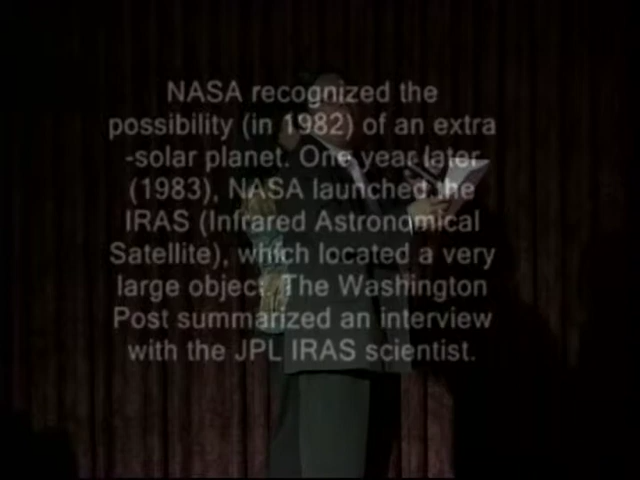 NASA recognized the
possibility (in 1982) of an extra
-solar planet. One year later
(1983), NASA launched the
IRAS (Infrared Astronomical
Satellite), which located a very
large object. The Washington
Post summarized an interview
with the JPL IRAS scientist.